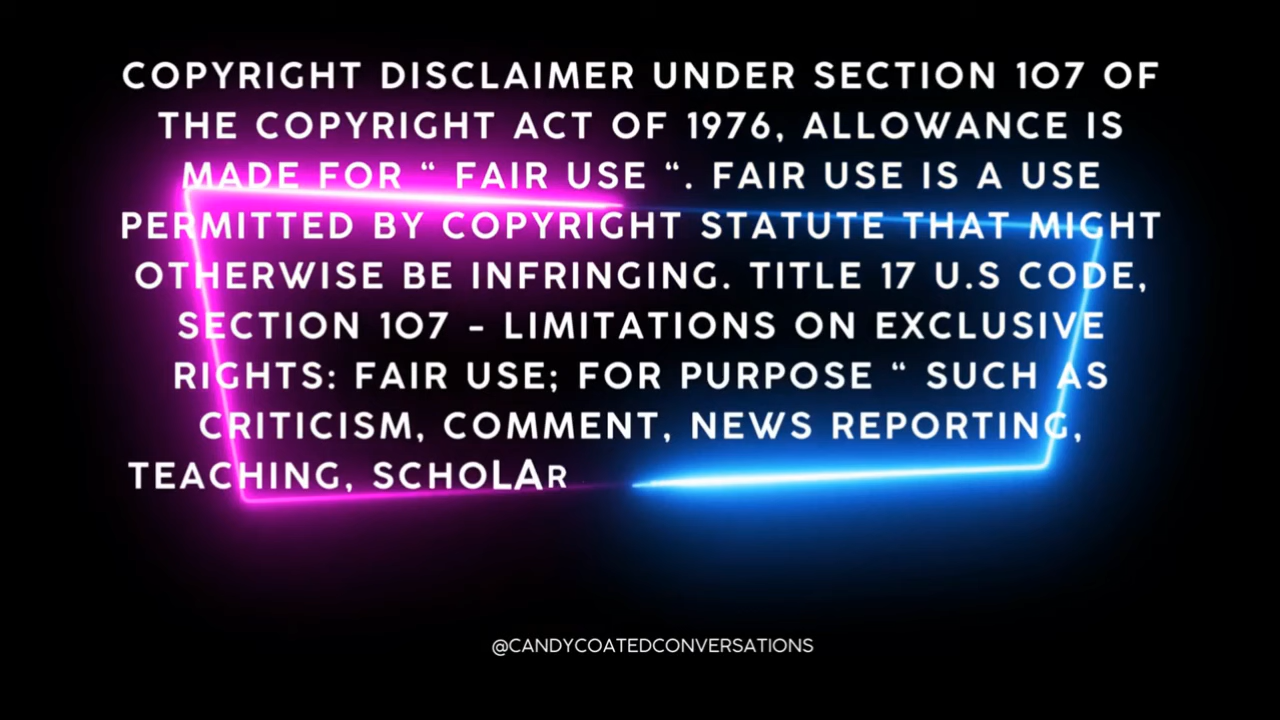 COPYRIGHT DISCLAIMER UNDER SECTION 107 OF
THE COPYRIGHT ACT OF 1976, ALLOWANCE IS
MADE FOR “ FAIR USE “. FAIR USE IS A USE
PERMITTED BY COPYRIGHT STATUTE THAT MIGHT
OTHERWISE BE INFRINGING. TITLE 17 U.S CODE,
SECTION 107 - LIMITATIONS ON EXCLUSIVE
RIGHTS: FAIR USE; FOR PURPOSE “ SUCH AS
CRITICISM, COMMENT, NEWS REPORTING,
TEACHING, SCHOLAR
@CANDYCOATEDCONVERSATIONS